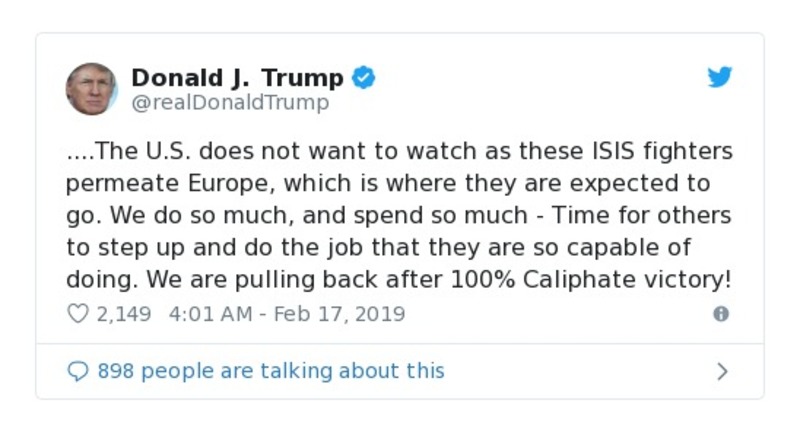 Donald J. Trump
@realDonaldTrump
....The U.S. does not want to watch as these ISIS fighters
permeate Europe, which is where they are expected to
go. We do so much, and spend so much - Time for others
to step up and do the job that they are so capable of
doing. We are pulling back after 100% Caliphate victory!
2,149 4:01 AM - Feb 17, 2019
898 people are talking about this